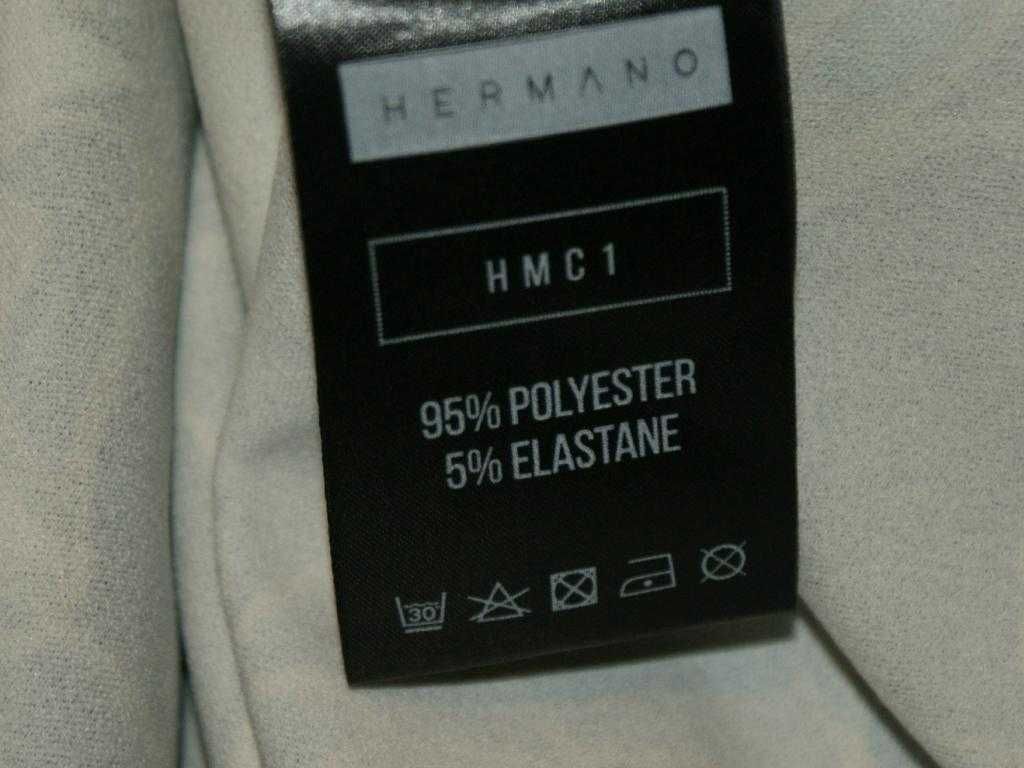 HERMANO
HMC1
95% POLYESTER
5% ELASTANE
30